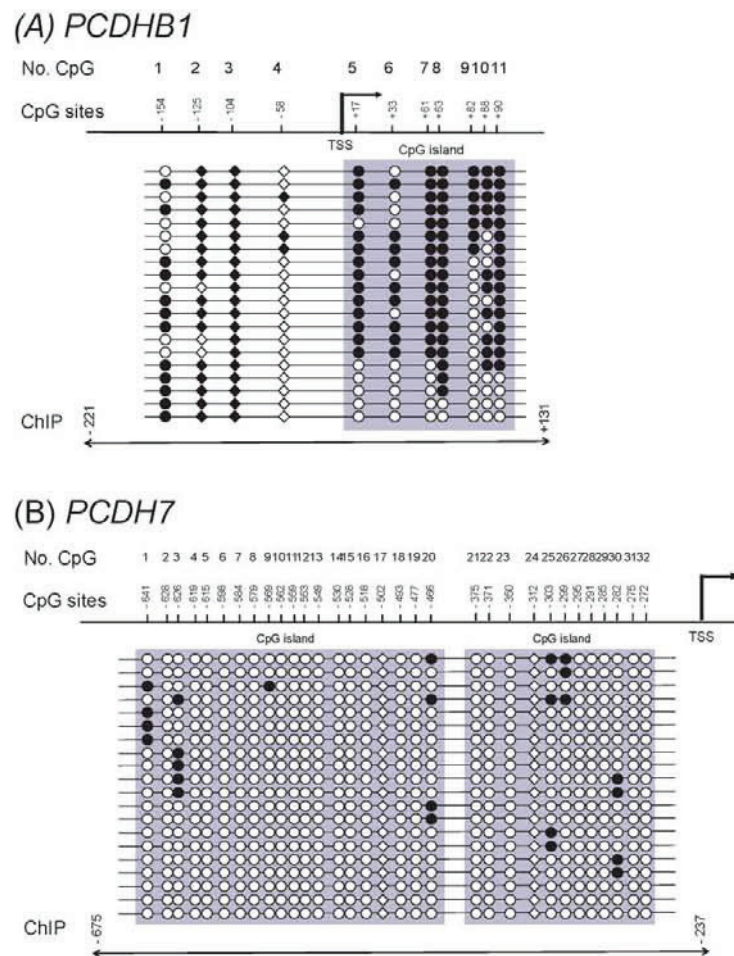 (A) PCDHB1
No. CpG 1 2 3 4 5 6 7 8 9 10 11
CpG sites -154 -125 -104 -58 +17 +33 +61 +63 +82 +88 +90
TSS
CpG island
ChIP -221 +131
(B) PCDH7
No. CpG 1 2 3 4 5 6 7 8 9 10 11 12 13 14 15 16 17 18 19 20 21 22 23 24 25 26 27 28 29 30 31 32
CpG sites -641 -628 -626 -619 -615 -598 -584 -579 -569 -562 -556 -553 -549 -530 -528 -518 -502 -493 -477 -466 -375 -371 -360 -312 -303 -299 -295 -291 -285 -282 -275 -272
TSS
CpG island CpG island
ChIP -675 -237